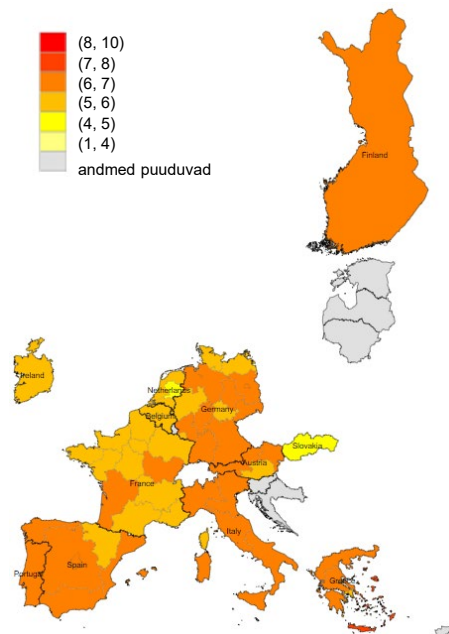 (8, 10)
(7, 8)
(6, 7)
(5, 6)
(4, 5)
(1, 4)
andmed puuduvad
Finland
Ireland
Netherlands
Belgium
Germany
Slovakia
Austria
France
Italy
Spain
Portugal
Greece